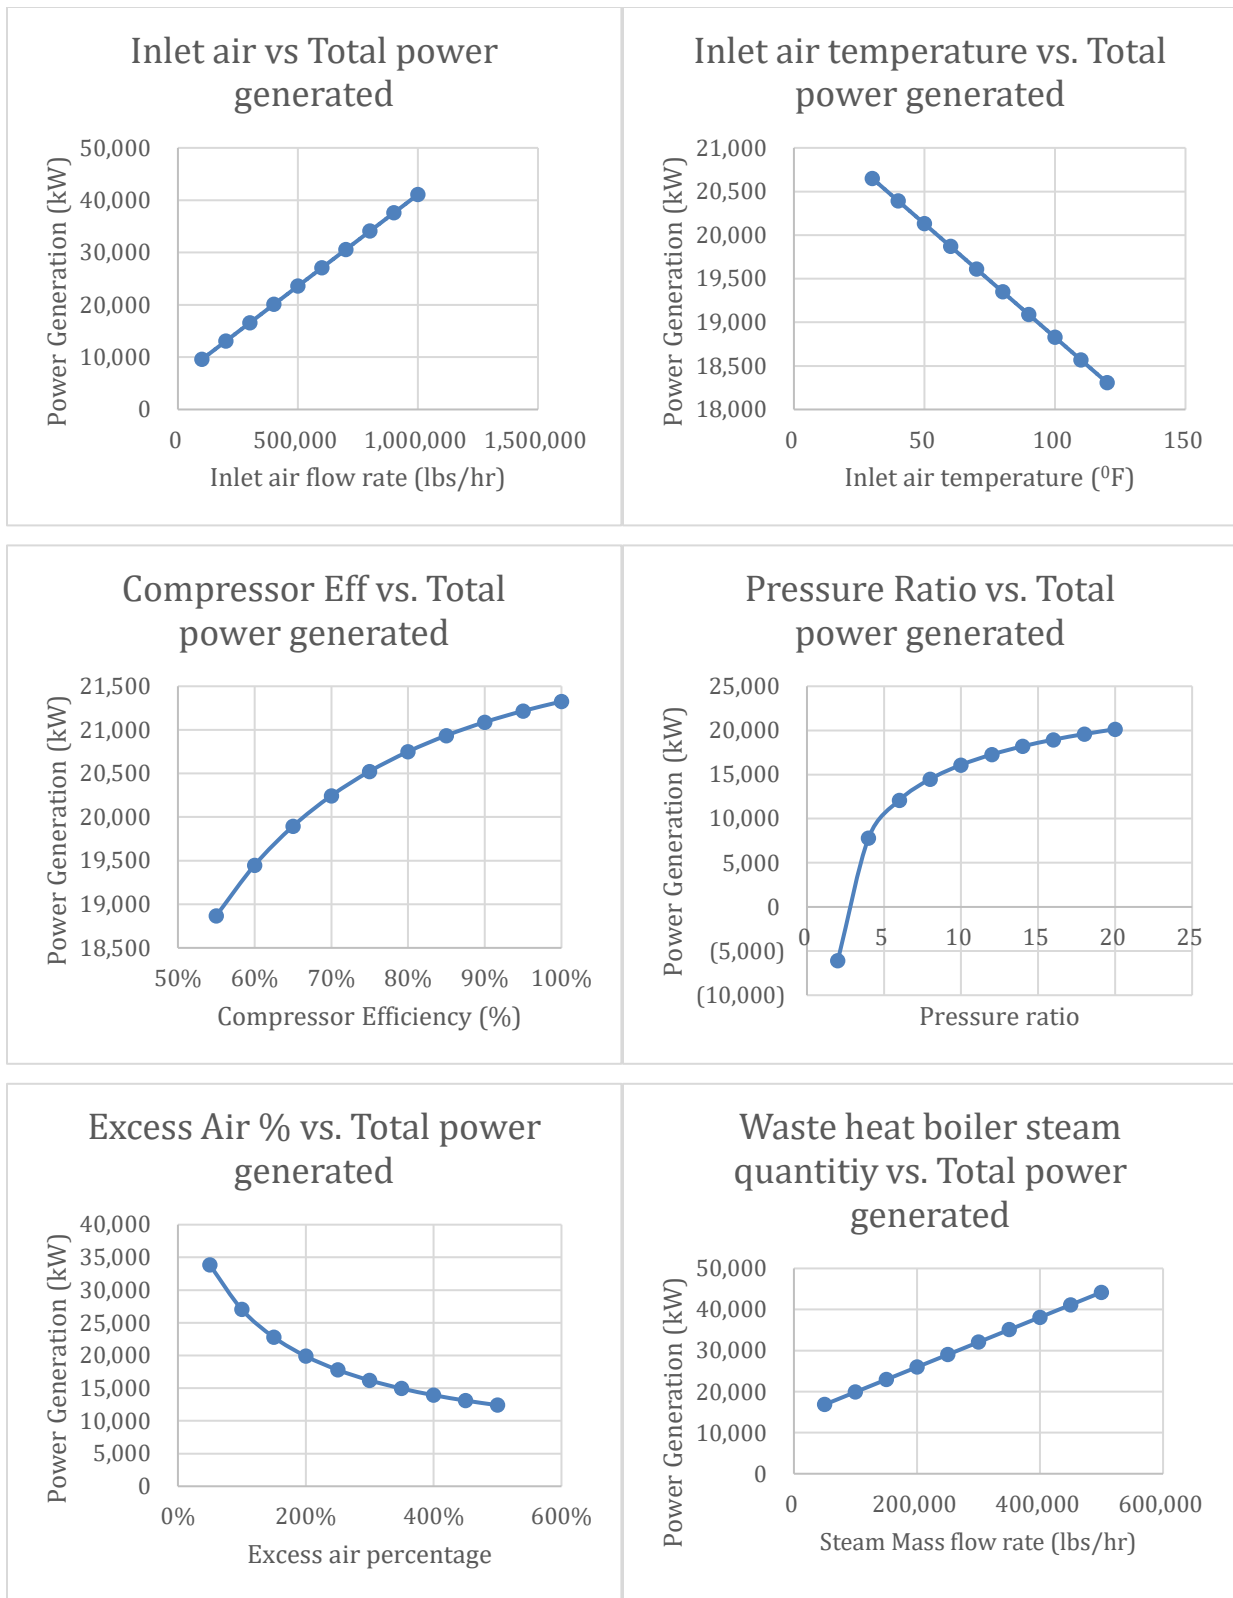 Inlet air vs Total power
generated
50,000
40,000
30,000
20,000
10,000
0
Power Generation (kW)
0 500,000 1,000,000 1,500,000
Inlet air flow rate (lbs/hr)
Inlet air temperature vs. Total
power generated
21,000
20,500
20,000
19,500
19,000
18,500
18,000
Power Generation (kW)
0 50 100 150
Inlet air temperature (⁰F)
Compressor Eff vs. Total
power generated
21,500
21,000
20,500
20,000
19,500
19,000
18,500
Power Generation (kW)
50% 60% 70% 80% 90% 100%
Compressor Efficiency (%)
Pressure Ratio vs. Total
power generated
25,000
20,000
15,000
10,000
5,000
0
(5,000)
(10,000)
Power Generation (kW)
0 5 10 15 20 25
Pressure ratio
Excess Air % vs. Total power
generated
40,000
35,000
30,000
25,000
20,000
15,000
10,000
5,000
0
Power Generation (kW)
0% 200% 400% 600%
Excess air percentage
Waste heat boiler steam
quantitiy vs. Total power
generated
50,000
40,000
30,000
20,000
10,000
0
Power Generation (kW)
0 200,000 400,000 600,000
Steam Mass flow rate (lbs/hr)